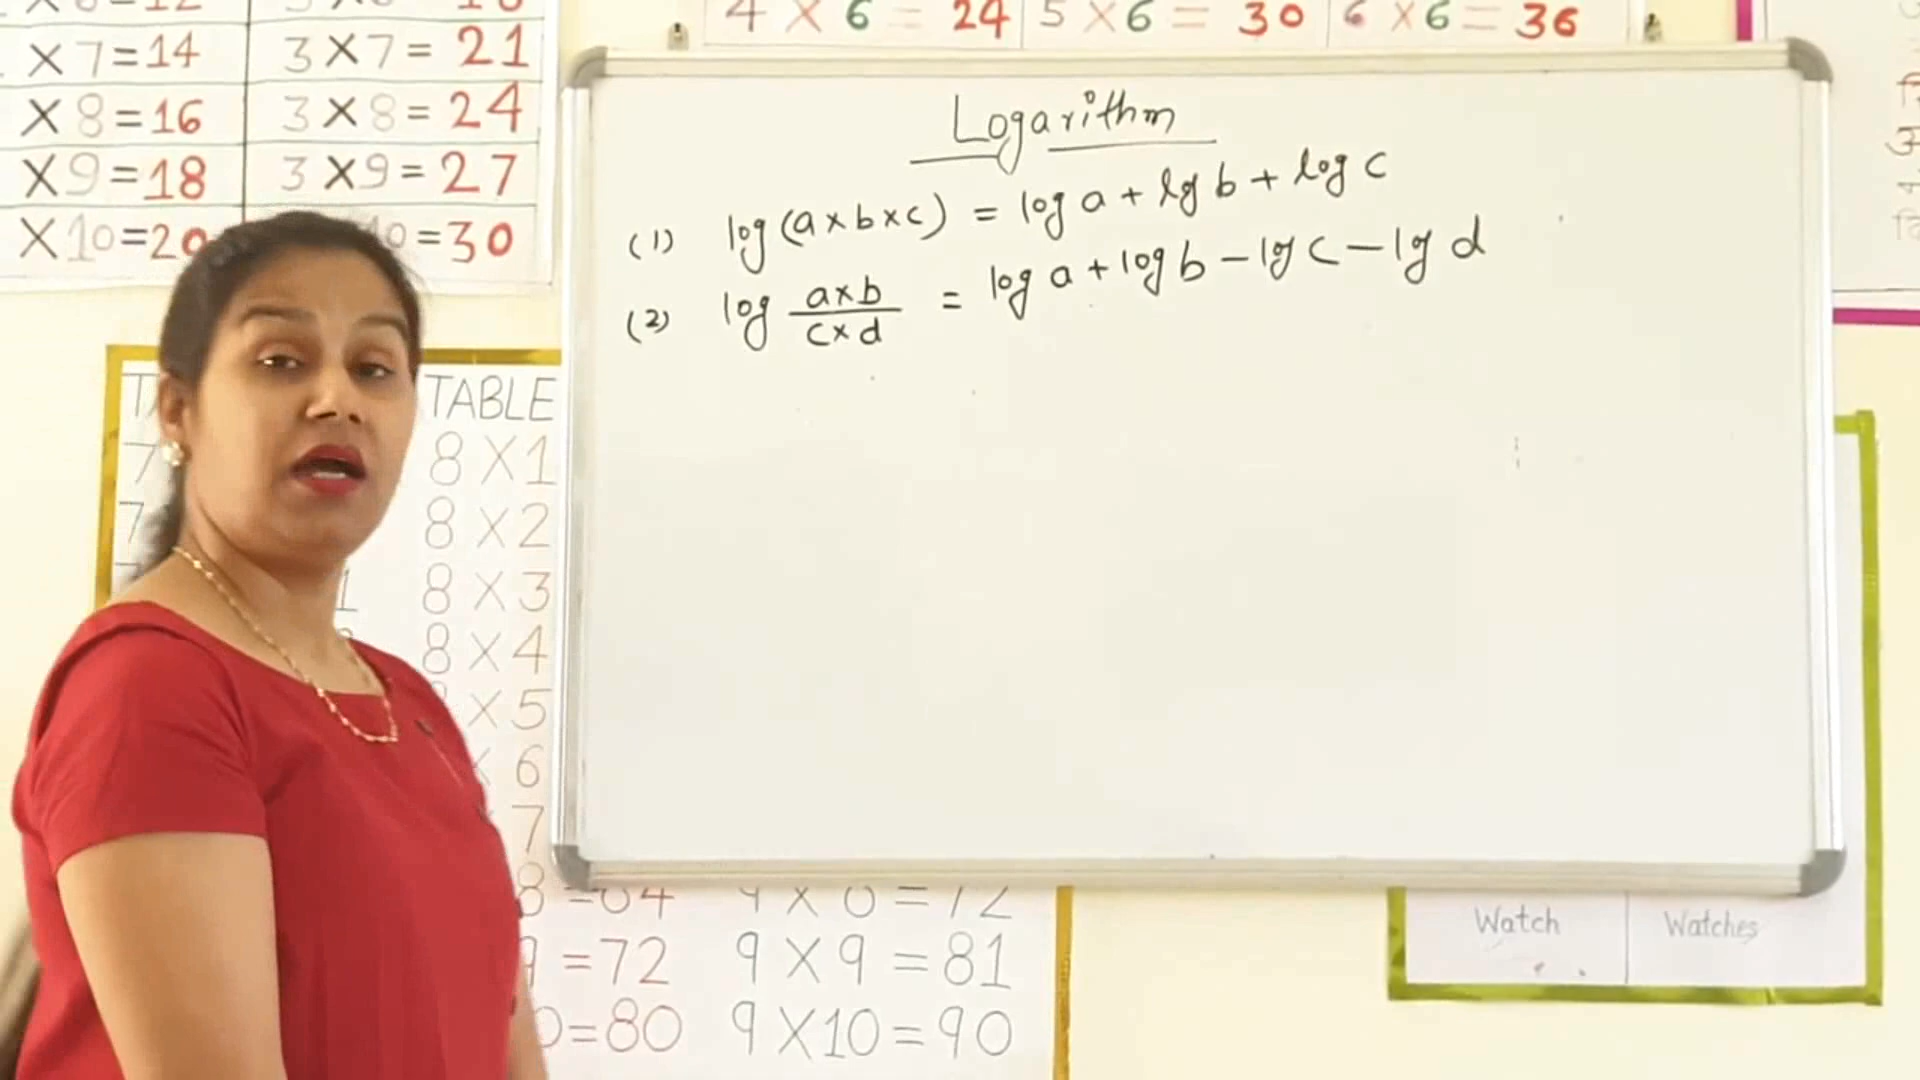 4 X 6 = 24 5 X 6 = 30 6 X 6 = 36
X 7 = 14 3 X 7 = 21
X 8 = 16 3 X 8 = 24
X 9 = 18 3 X 9 = 27
X 10 = 20 = 30
Logarithm
(1) log (a x b x c) = log a + log b + log c
(2) log a x b / c x d = log a + log b - log c - log d
TABLE
7 8 X 1
7 8 X 2
8 X 3
8 X 4
X 5
6
7
= 72 9 X 9 = 81
= 80 9 X 10 = 90
Watch Watches